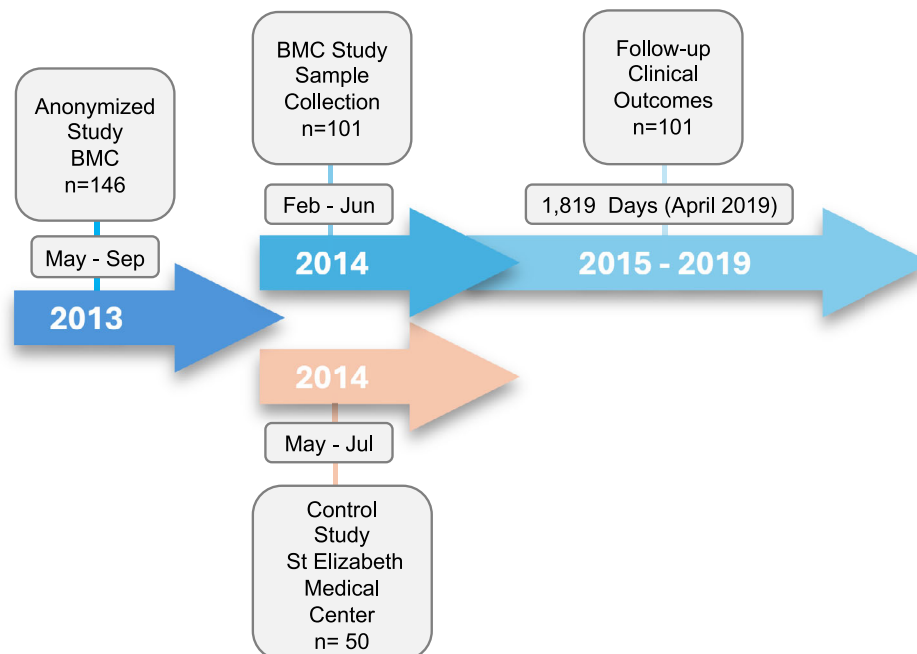 Anonymized
Study
BMC
n=146
May - Sep
2013
BMC Study
Sample
Collection
n=101
Feb - Jun
2014
Follow-up
Clinical
Outcomes
n=101
1,819 Days (April 2019)
2015 - 2019
2014
May - Jul
Control
Study
St Elizabeth
Medical
Center
n= 50